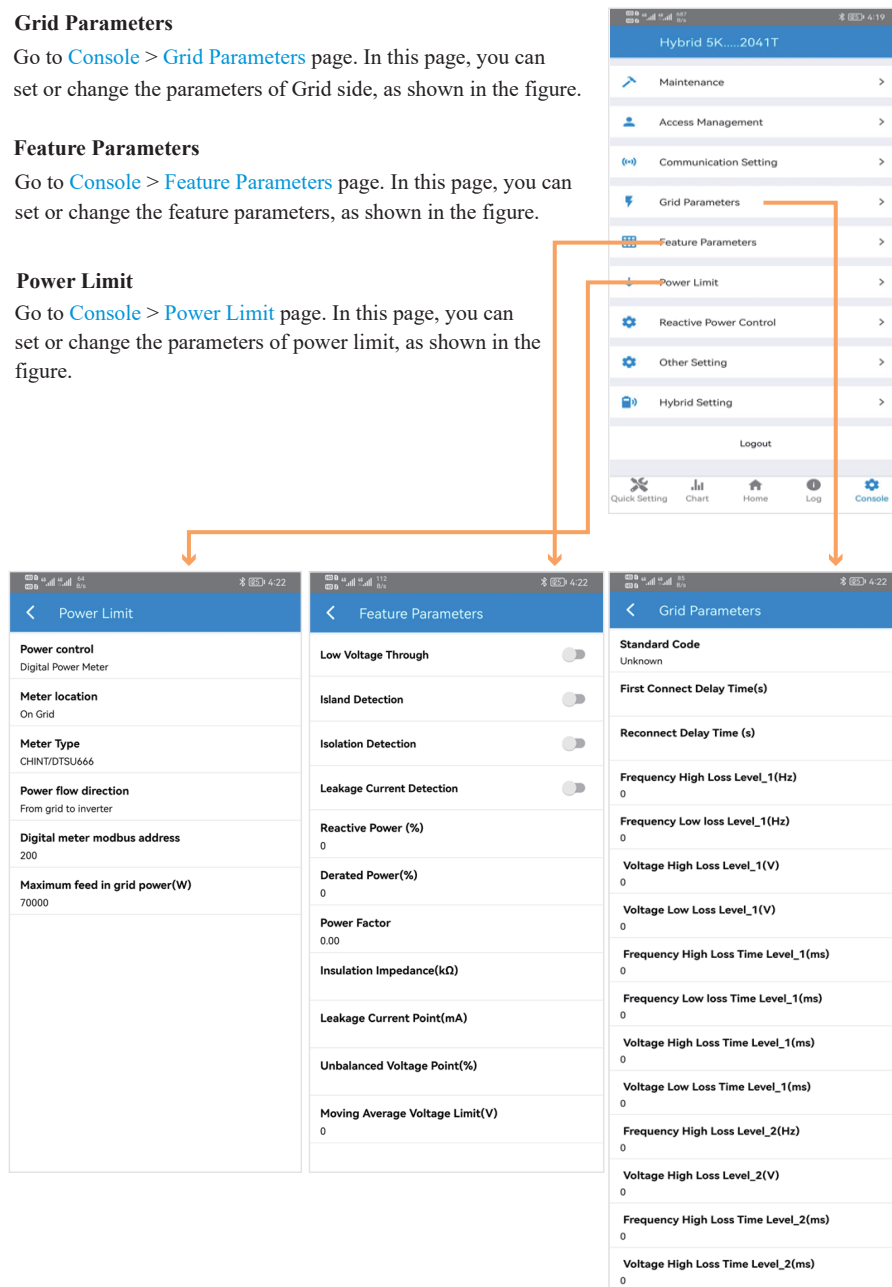 Grid Parameters
Go to Console > Grid Parameters page. In this page, you can
set or change the parameters of Grid side, as shown in the figure.
Feature Parameters
Go to Console > Feature Parameters page. In this page, you can
set or change the feature parameters, as shown in the figure.
Power Limit
Go to Console > Power Limit page. In this page, you can
set or change the parameters of power limit, as shown in the
figure.
4:19
Hybrid 5K.....2041T
Maintenance
Access Management
Communication Setting
Grid Parameters
Feature Parameters
Power Limit
Reactive Power Control
Other Setting
Hybrid Setting
Logout
Quick Setting Chart Home Log Console
64 B/s 4:22
Power Limit
Power control
Digital Power Meter
Meter location
On Grid
Meter Type
CHINT/DTSU666
Power flow direction
From grid to inverter
Digital meter modbus address
200
Maximum feed in grid power(W)
70000
112 B/s 4:22
Feature Parameters
Low Voltage Through
Island Detection
Isolation Detection
Leakage Current Detection
Reactive Power (%)
0
Derated Power(%)
0
Power Factor
0.00
Insulation Impedance(kΩ)
Leakage Current Point(mA)
Unbalanced Voltage Point(%)
Moving Average Voltage Limit(V)
0
85 B/s 4:22
Grid Parameters
Standard Code
Unknown
First Connect Delay Time(s)
Reconnect Delay Time (s)
Frequency High Loss Level_1(Hz)
0
Frequency Low loss Level_1(Hz)
0
Voltage High Loss Level_1(V)
0
Voltage Low Loss Level_1(V)
0
Frequency High Loss Time Level_1(ms)
0
Frequency Low loss Time Level_1(ms)
0
Voltage High Loss Time Level_1(ms)
0
Voltage Low Loss Time Level_1(ms)
0
Frequency High Loss Level_2(Hz)
0
Voltage High Loss Level_2(V)
0
Frequency High Loss Time Level_2(ms)
0
Voltage High Loss Time Level_2(ms)
0